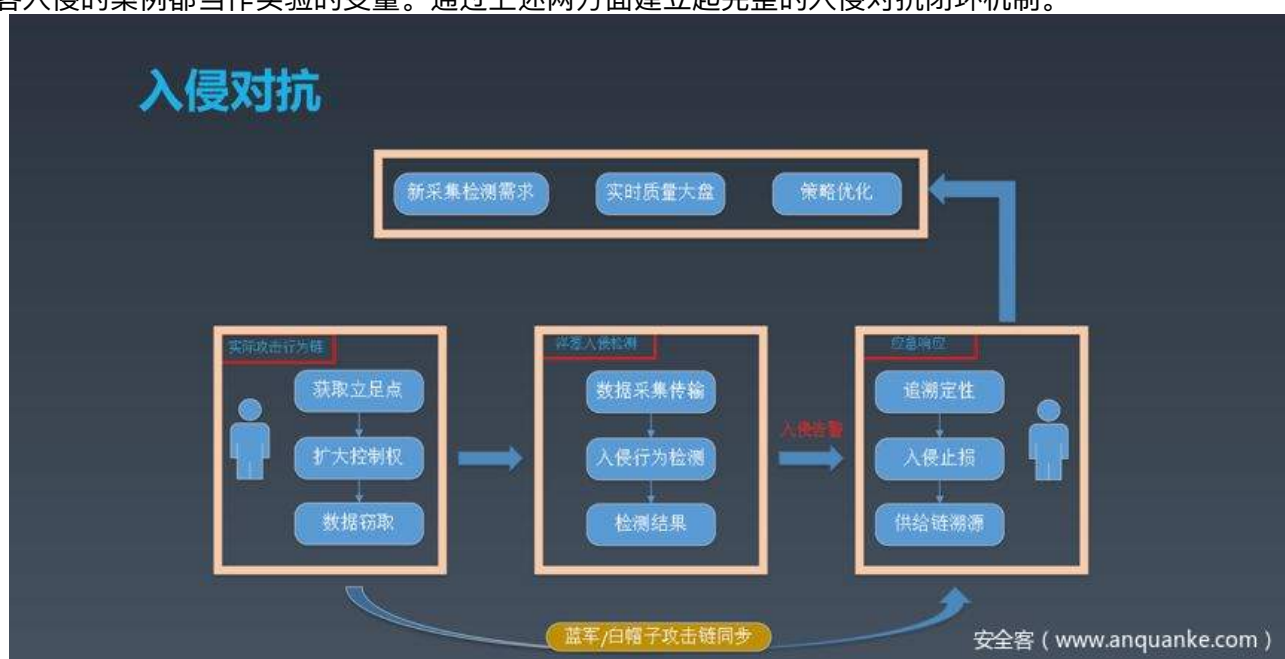 入侵的案例都当作实验的变量。通过上述两方面建立起完整的入侵对抗闭环机制。
入侵对抗
新采集检测需求
实时质量大盘
策略优化
实际攻击行为链
获取立足点
扩大控制权
数据窃取
洋葱入侵检测
数据采集传输
入侵行为检测
检测结果
入侵告警
应急响应
追溯定性
入侵止损
供给链溯源
蓝军/白帽子攻击链同步
安全客 ( www.anquanke.com )